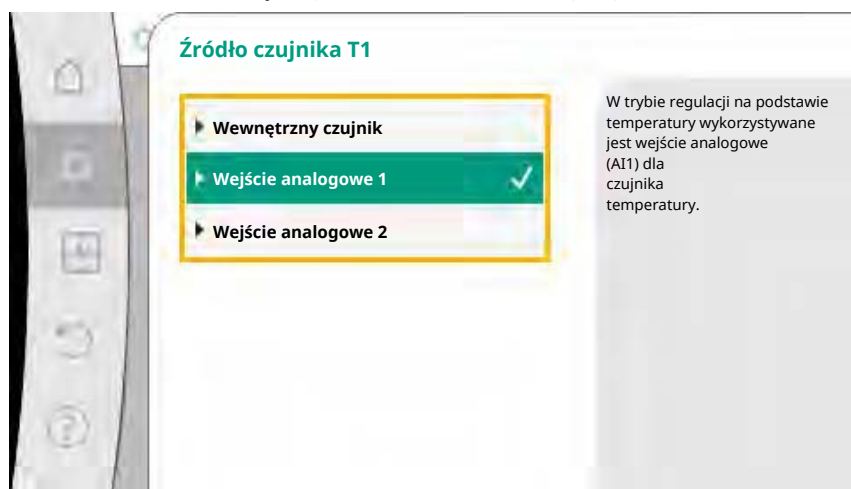 Źródło czujnika T1
Wewnętrzny czujnik
Wejście analogowe 1
Wejście analogowe 2
W trybie regulacji na podstawie
temperatury wykorzystywane
jest wejście analogowe
(AI1) dla
czujnika
temperatury.